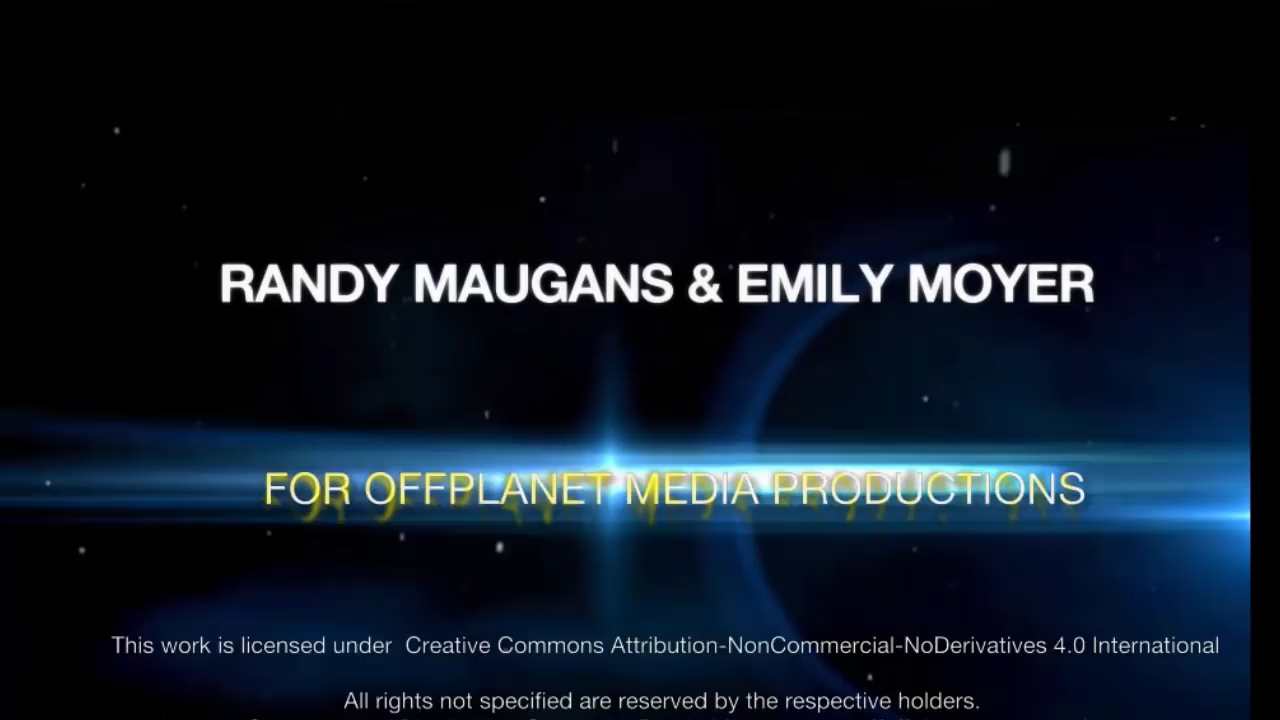 RANDY MAUGANS & EMILY MOYER
FOR OFFPLANET MEDIA PRODUCTIONS
This work is licensed under Creative Commons Attribution-NonCommercial-NoDerivatives 4.0 International
All rights not specified are reserved by the respective holders.